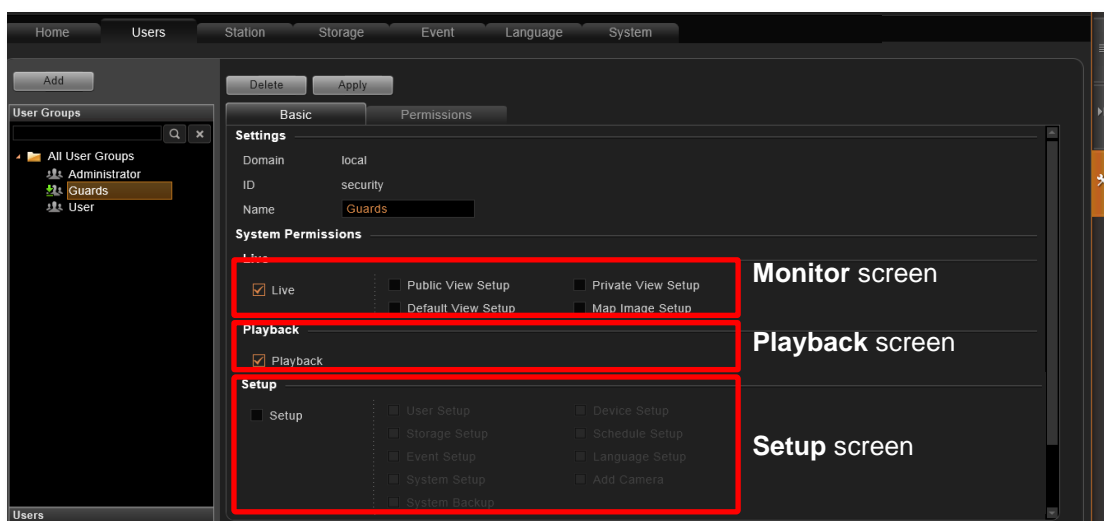 Home Users Station Storage Event Language System
Add
Delete Apply
User Groups
Basic Permissions
All User Groups
Administrator
Guards
User
Settings
Domain local
ID security
Name Guards
System Permissions
Live
Live Public View Setup Private View Setup
Default View Setup Map Image Setup
Monitor screen
Playback
Playback
Playback screen
Setup
Setup User Setup Device Setup
Storage Setup Schedule Setup
Event Setup Language Setup
System Setup Add Camera
System Backup
Setup screen
Users